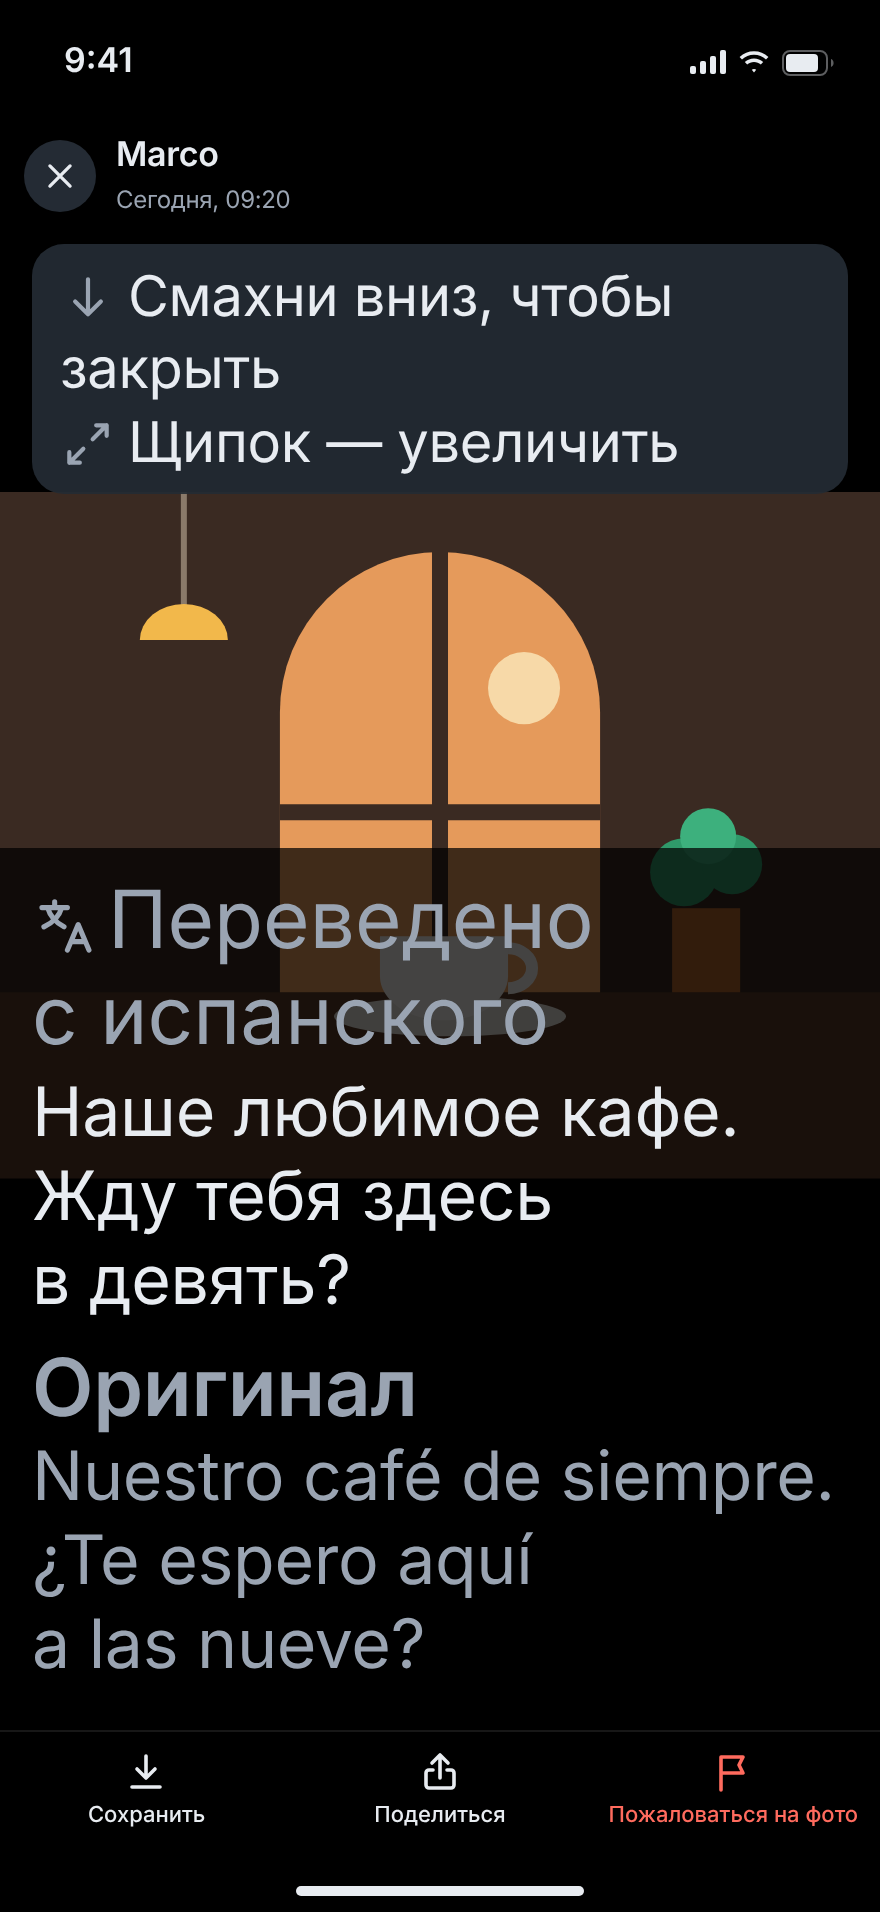 9:41
Marco
Сегодня, 09:20
Смахни вниз, чтобы
закрыть
Щипок — увеличить
Переведено
с испанского
Наше любимое кафе.
Жду тебя здесь
в девять?
Оригинал
Nuestro café de siempre.
¿Te espero aquí
a las nueve?
Сохранить
Поделиться
Пожаловаться на фото